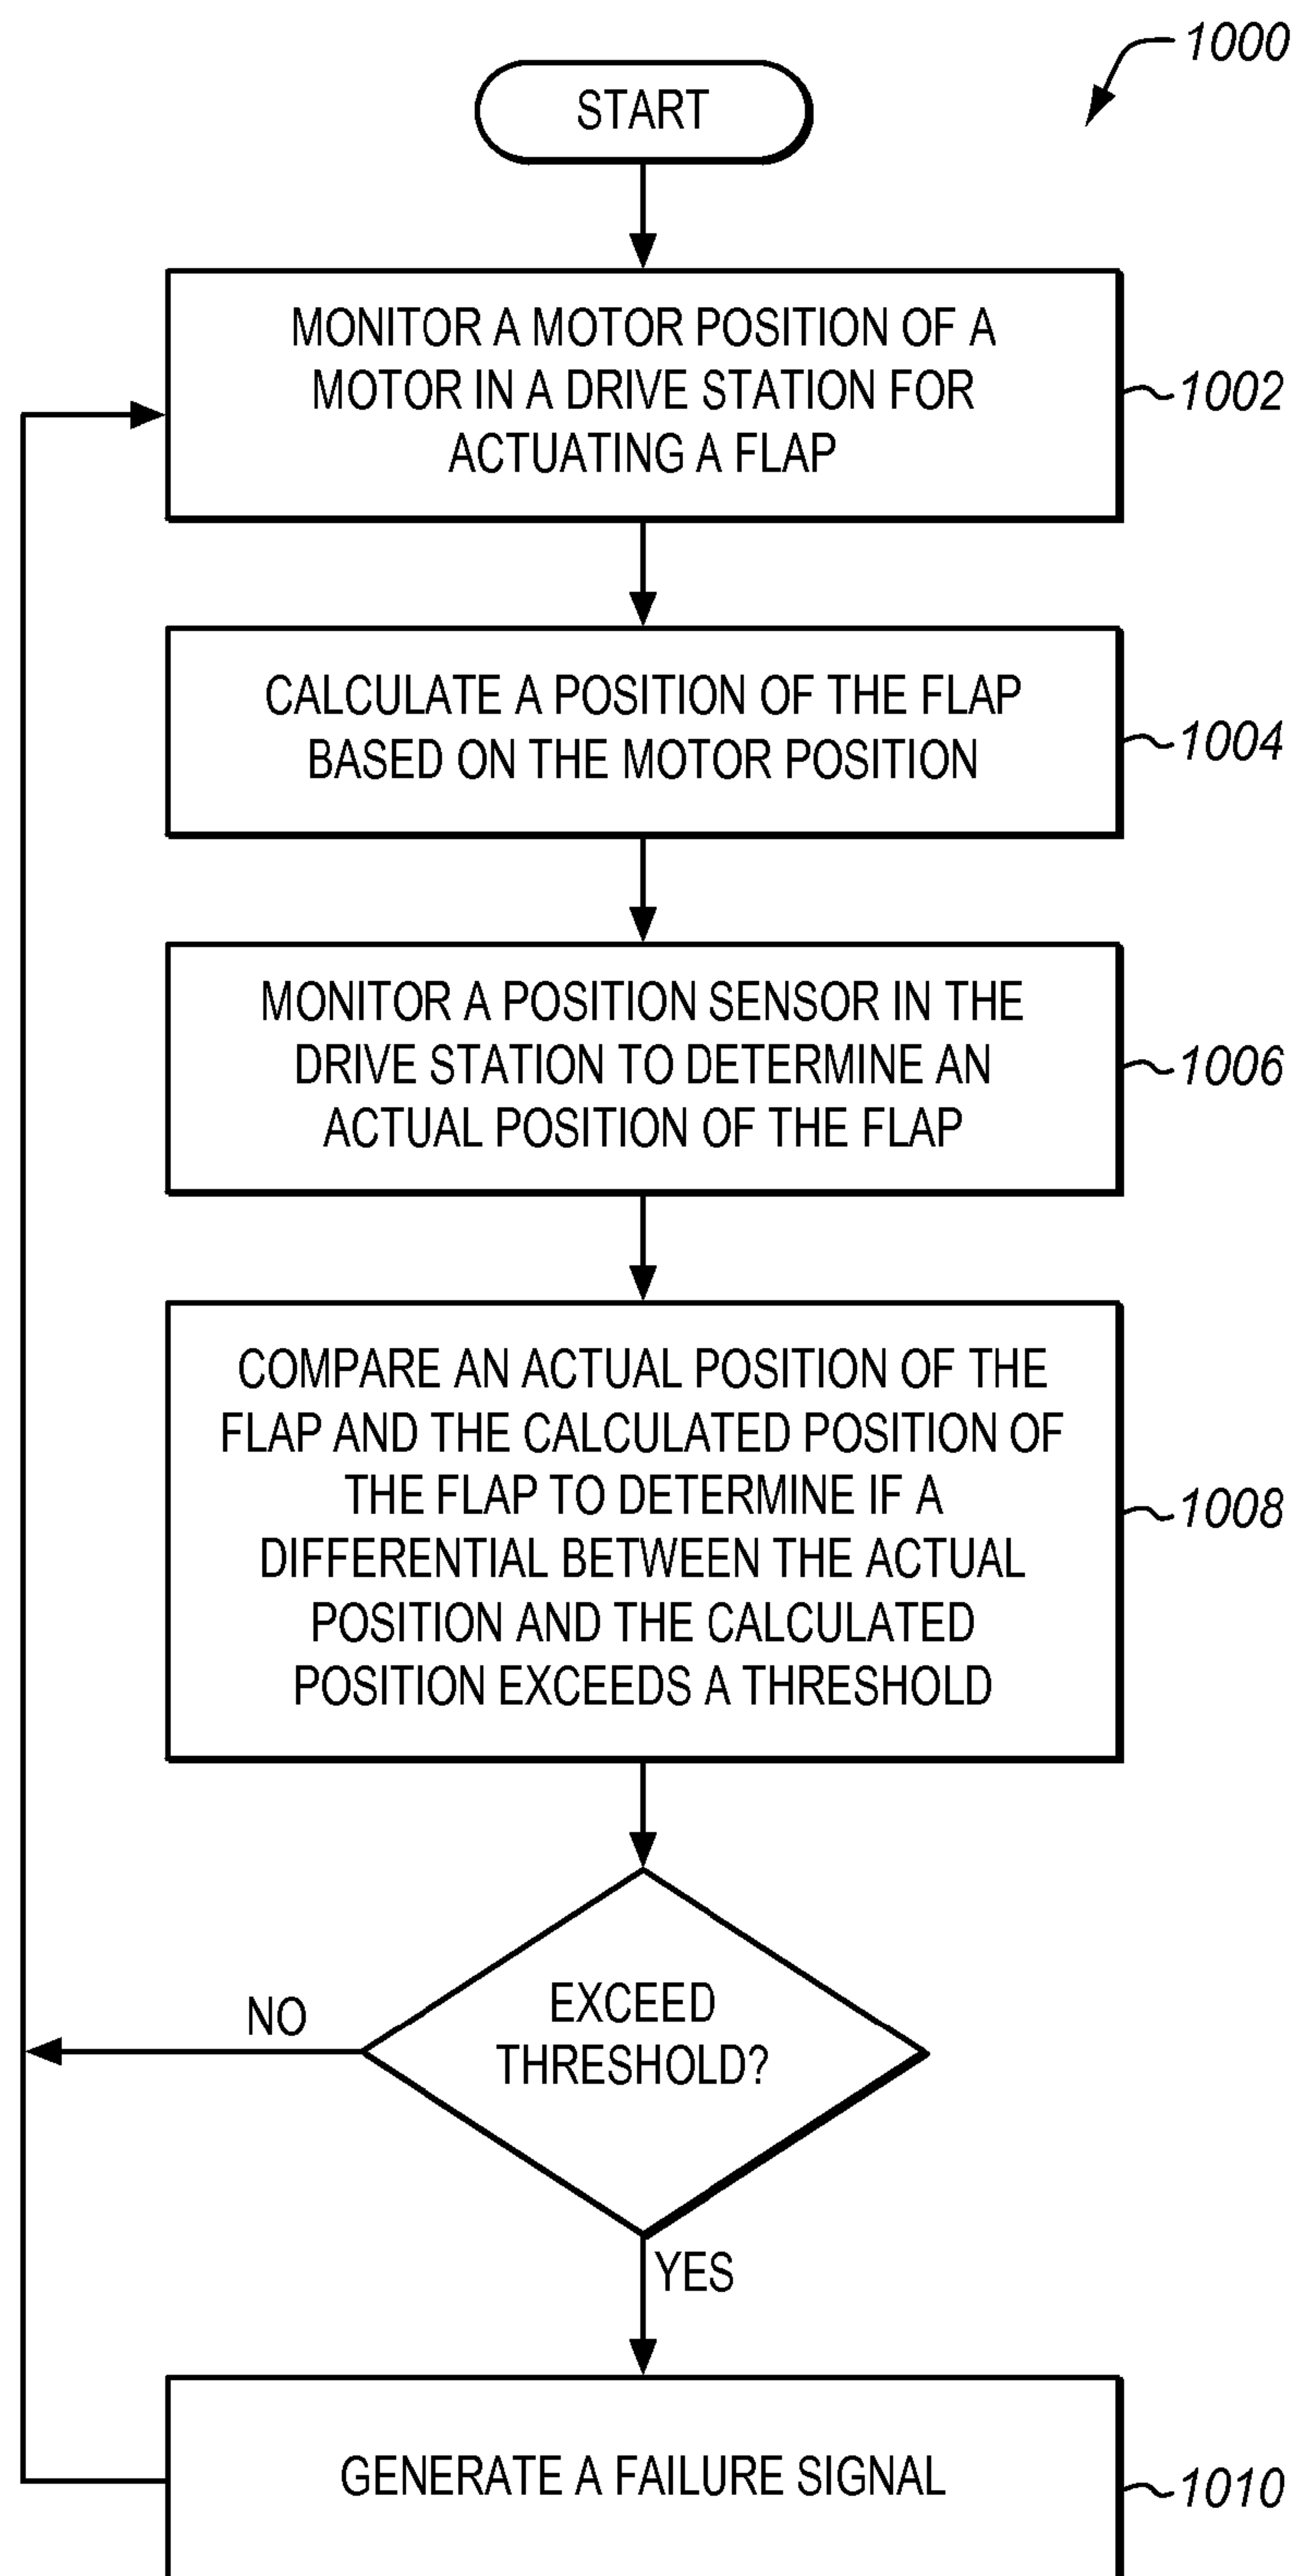 1000
START
MONITOR A MOTOR POSITION OF A
MOTOR IN A DRIVE STATION FOR
ACTUATING A FLAP
1002
CALCULATE A POSITION OF THE FLAP
BASED ON THE MOTOR POSITION
1004
MONITOR A POSITION SENSOR IN THE
DRIVE STATION TO DETERMINE AN
ACTUAL POSITION OF THE FLAP
1006
COMPARE AN ACTUAL POSITION OF THE
FLAP AND THE CALCULATED POSITION OF
THE FLAP TO DETERMINE IF A
DIFFERENTIAL BETWEEN THE ACTUAL
POSITION AND THE CALCULATED
POSITION EXCEEDS A THRESHOLD
1008
EXCEED
THRESHOLD?
NO
YES
GENERATE A FAILURE SIGNAL
1010